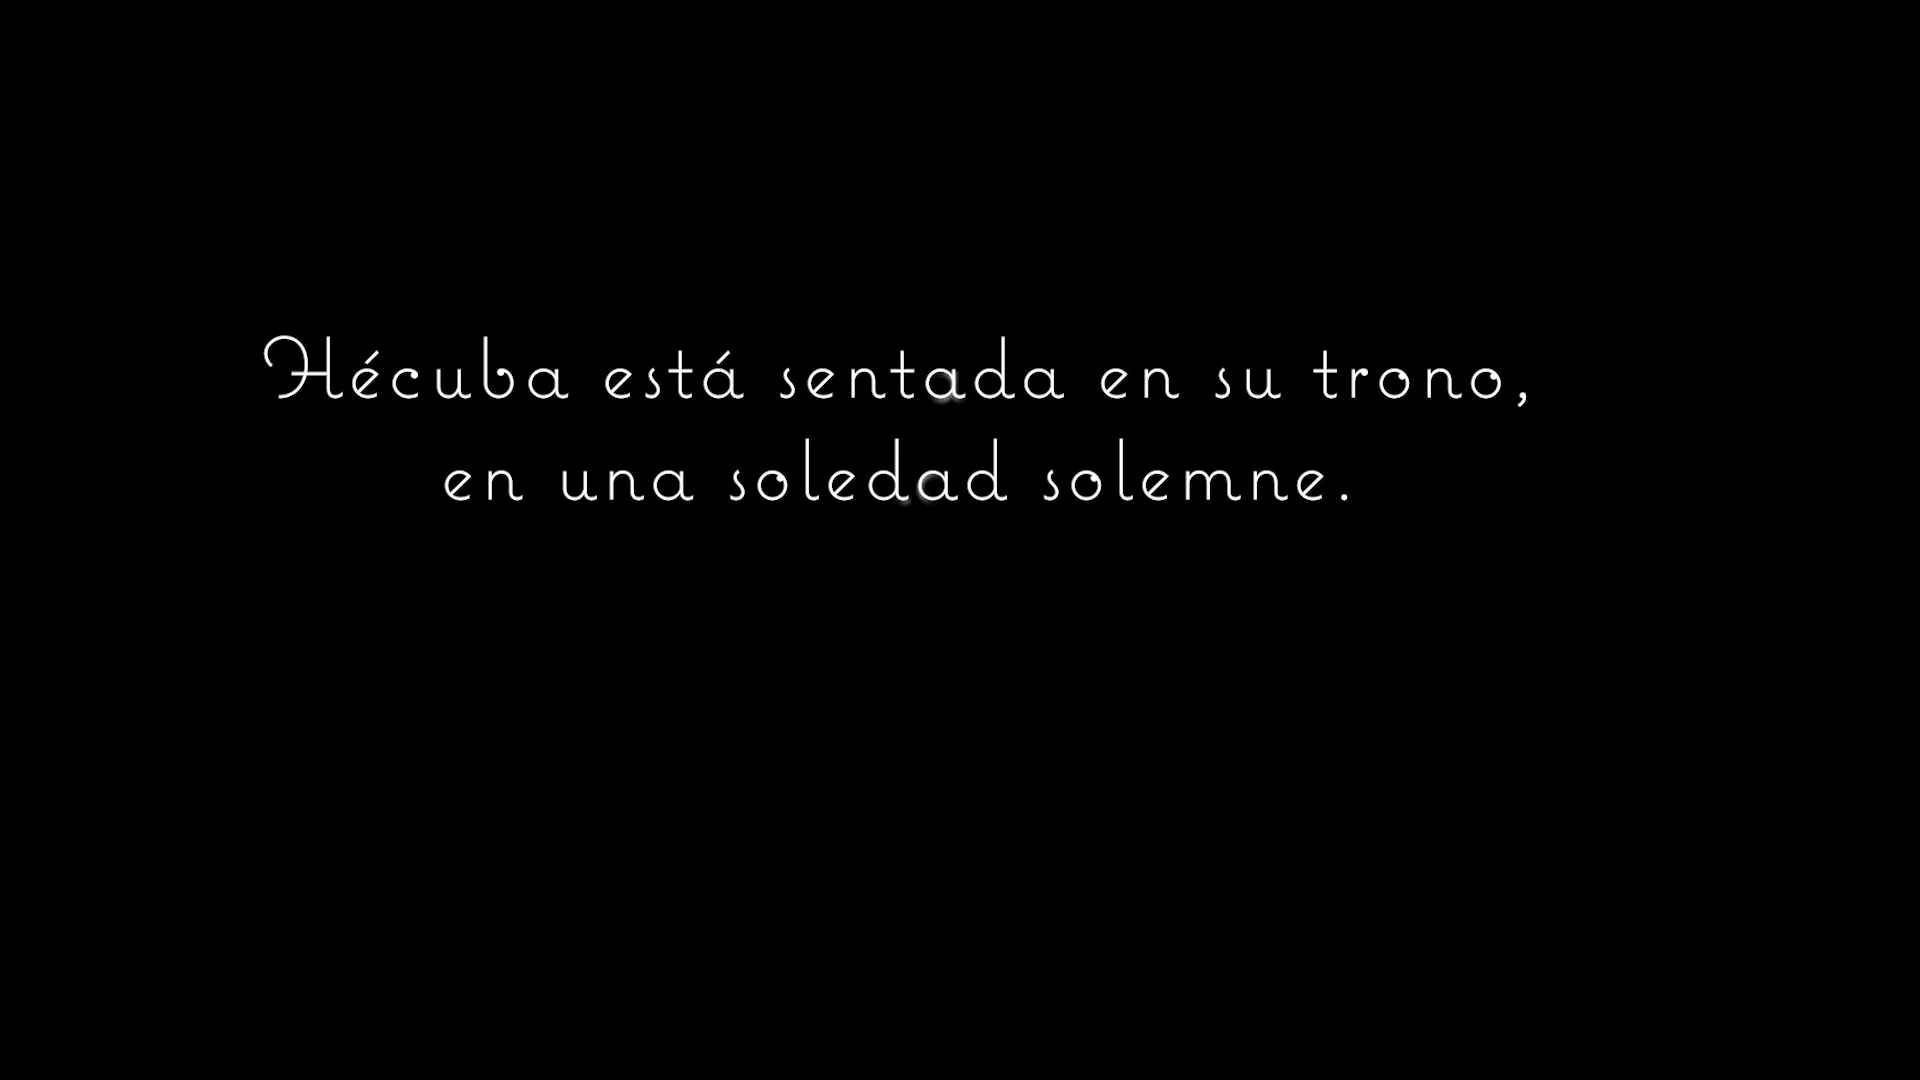 Hécuba está sentada en su trono,
en una soledad solemne.